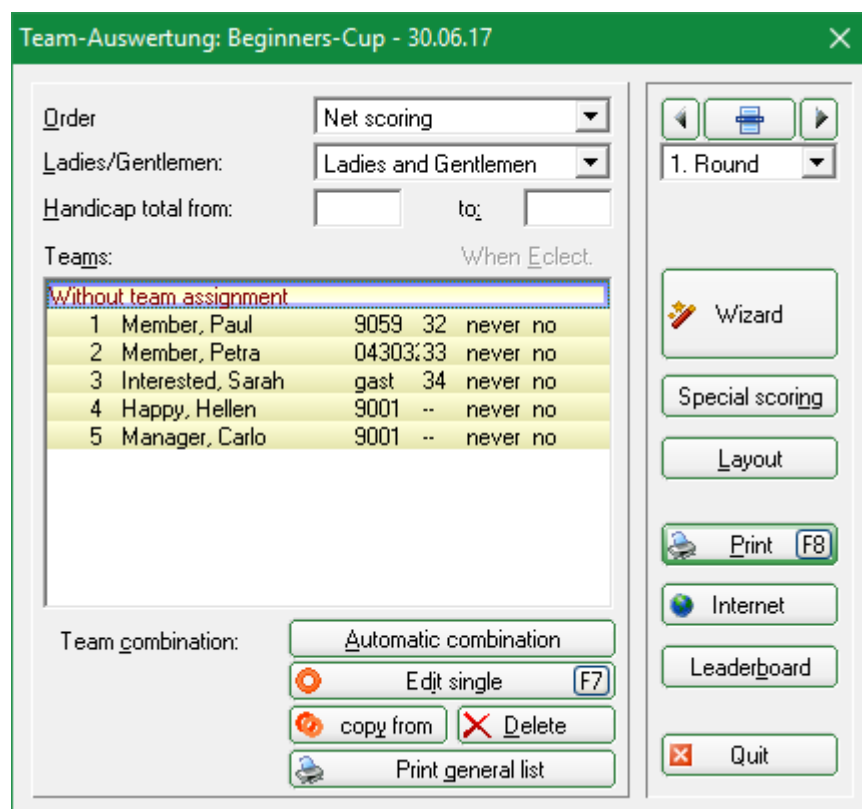 Team-Auswertung: Beginners-Cup - 30.06.17
Order Net scoring
Ladies/Gentlemen: Ladies and Gentlemen
Handicap total from: to:
Teams: When Eclect.
Without team assignment
1 Member, Paul 9059 32 never no
2 Member, Petra 04303 33 never no
3 Interested, Sarah gast 34 never no
4 Happy, Hellen 9001 -- never no
5 Manager, Carlo 9001 -- never no
Team combination: Automatic combination
Edit single F7
copy from Delete
Print general list
1. Round
Wizard
Special scoring
Layout
Print F8
Internet
Leaderboard
Quit